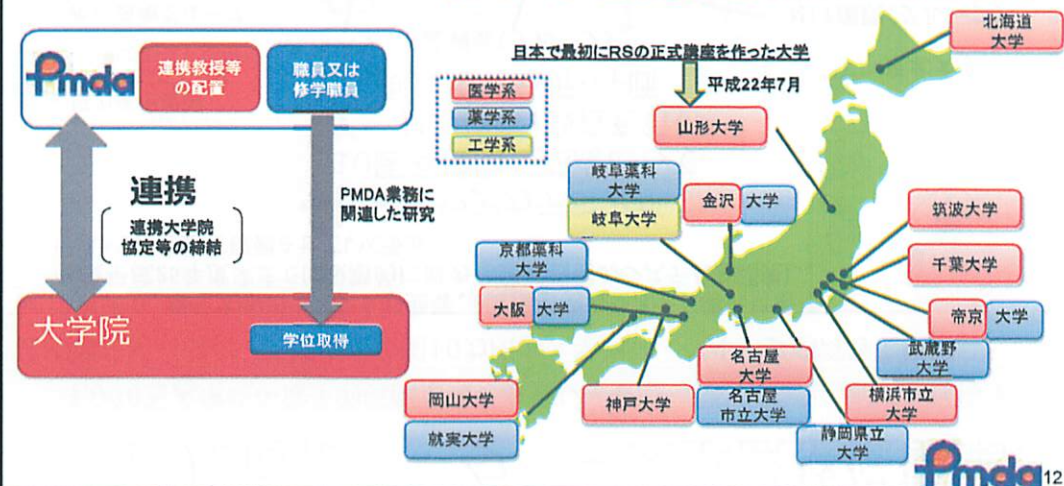 pmda
連携教授等
の配置
職員又は
修学職員
連携
連携大学院
協定等の締結
PMDA業務に
関連した研究
大学院
学位取得
日本で最初にRSの正式講座を作った大学
平成22年7月
医学系
薬学系
工学系
北海道
大学
山形大学
岐阜薬科
大学
岐阜大学
金沢 大学
筑波大学
千葉大学
京都薬科
大学
大阪 大学
帝京 大学
武蔵野
大学
名古屋
大学
名古屋
市立大学
横浜市立
大学
静岡県立
大学
岡山大学
就実大学
神戸大学
pmda
12